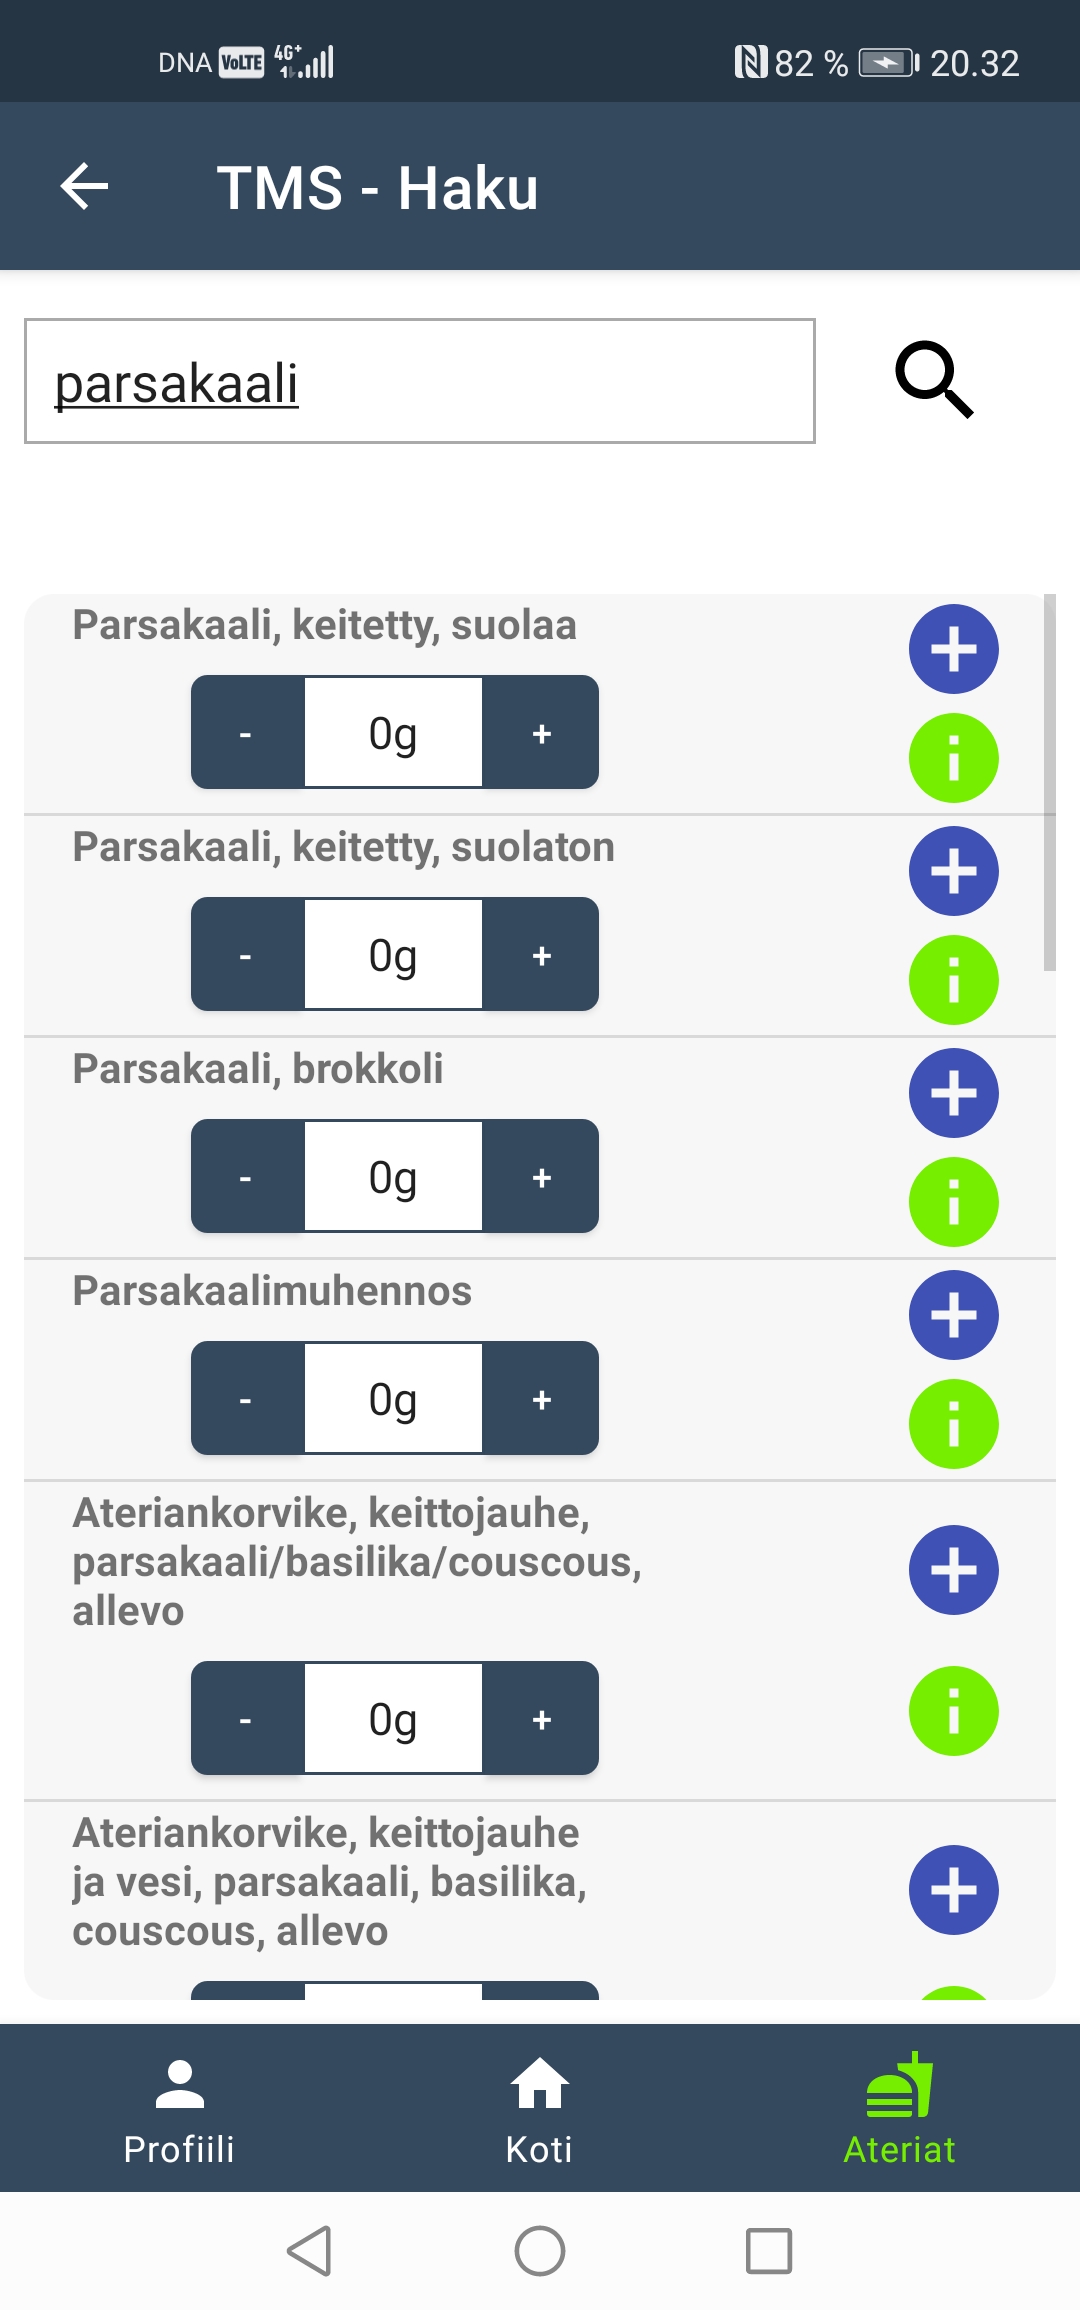 DNA VoLTE 4G+ 82 % 20.32
TMS - Haku
parsakaali
Parsakaali, keitetty, suolaa
- 0g +
Parsakaali, keitetty, suolaton
- 0g +
Parsakaali, brokkoli
- 0g +
Parsakaalimuhennos
- 0g +
Ateriankorvike, keittojauhe,
parsakaali/basilika/couscous,
allevo
- 0g +
Ateriankorvike, keittojauhe
ja vesi, parsakaali, basilika,
couscous, allevo
Profiili Koti Ateriat